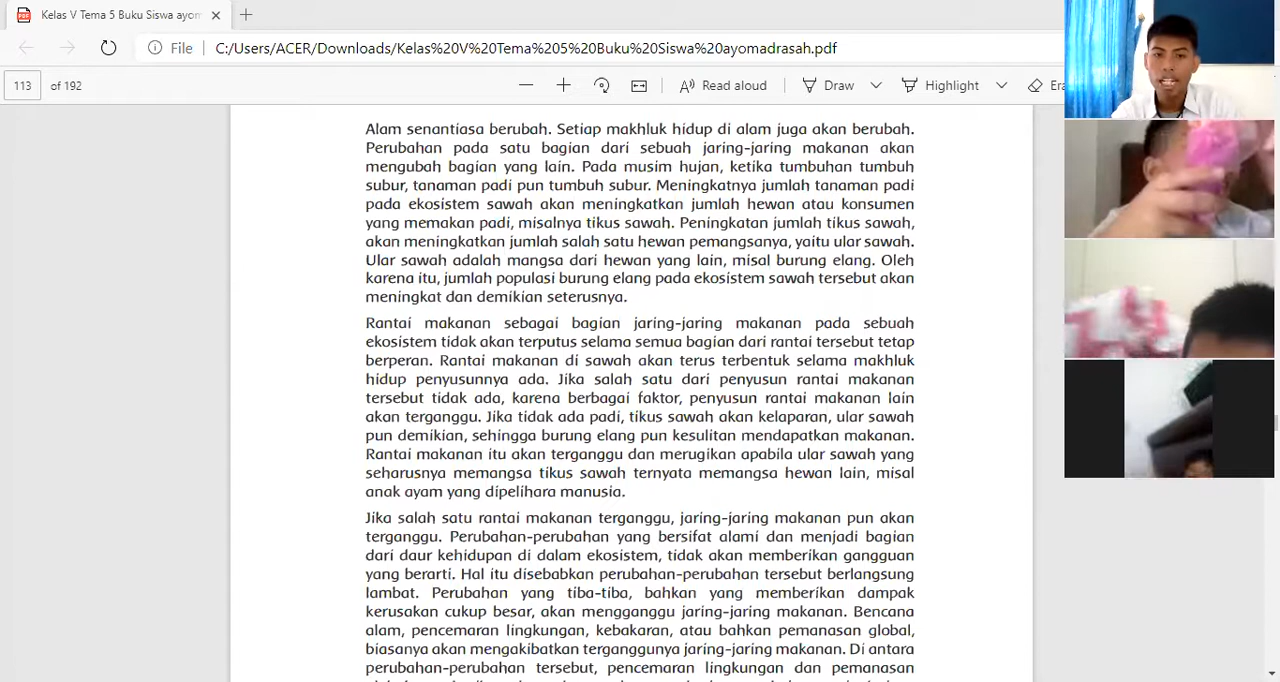 Kelas V Tema 5 Buku Siswa ayom
File
C:/Users/ACER/Downloads/Kelas%20V%20Tema%205%20Buku%20Siswa%20ayomadrasah.pdf
113 of 192
Read aloud
Draw
Highlight
Era
Alam senantiasa berubah. Setiap makhluk hidup di alam juga akan berubah.
Perubahan pada satu bagian dari sebuah jaring-jaring makanan akan
mengubah bagian yang lain. Pada musim hujan, ketika tumbuhan tumbuh
subur, tanaman padi pun tumbuh subur. Meningkatnya jumlah tanaman padi
pada ekosistem sawah akan meningkatkan jumlah hewan atau konsumen
yang memakan padi, misalnya tikus sawah. Peningkatan jumlah tikus sawah,
akan meningkatkan jumlah salah satu hewan pemangsanya, yaitu ular sawah.
Ular sawah adalah mangsa dari hewan yang lain, misal burung elang. Oleh
karena itu, jumlah populasi burung elang pada ekosistem sawah tersebut akan
meningkat dan demikian seterusnya.
Rantai makanan sebagai bagian jaring-jaring makanan pada sebuah
ekosistem tidak akan terputus selama semua bagian dari rantai tersebut tetap
berperan. Rantai makanan di sawah akan terus terbentuk selama makhluk
hidup penyusunnya ada. Jika salah satu dari penyusun rantai makanan
tersebut tidak ada, karena berbagai faktor, penyusun rantai makanan lain
akan terganggu. Jika tidak ada padi, tikus sawah akan kelaparan, ular sawah
pun demikian, sehingga burung elang pun kesulitan mendapatkan makanan.
Rantai makanan itu akan terganggu dan merugikan apabila ular sawah yang
seharusnya memangsa tikus sawah ternyata memangsa hewan lain, misal
anak ayam yang dipelihara manusia.
Jika salah satu rantai makanan terganggu, jaring-jaring makanan pun akan
terganggu. Perubahan-perubahan yang bersifat alami dan menjadi bagian
dari daur kehidupan di dalam ekosistem, tidak akan memberikan gangguan
yang berarti. Hal itu disebabkan perubahan-perubahan tersebut berlangsung
lambat. Perubahan yang tiba-tiba, bahkan yang memberikan dampak
kerusakan cukup besar, akan mengganggu jaring-jaring makanan. Bencana
alam, pencemaran lingkungan, kebakaran, atau bahkan pemanasan global,
biasanya akan mengakibatkan terganggunya jaring-jaring makanan. Di antara
perubahan-perubahan tersebut, pencemaran lingkungan dan pemanasan